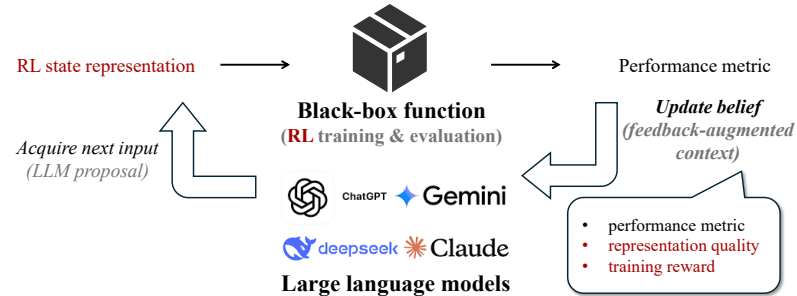 RL state representation
Performance metric
Black-box function
(RL training & evaluation)
Acquire next input
(LLM proposal)
Update belief
(feedback-augmented
context)
ChatGPT
Gemini
deepseek
Claude
Large language models
• performance metric
• representation quality
• training reward